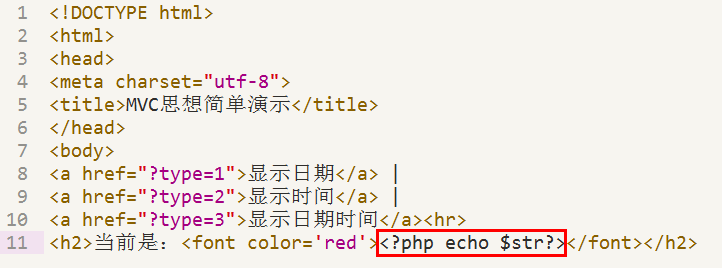 1 <!DOCTYPE html>
2 <html>
3 <head>
4 <meta charset="utf-8">
5 <title>MVC思想简单演示</title>
6 </head>
7 <body>
8 <a href="?type=1">显示日期</a> |
9 <a href="?type=2">显示时间</a> |
10 <a href="?type=3">显示日期时间</a><hr>
11 <h2>当前是：<font color='red'><?php echo $str?></font></h2>